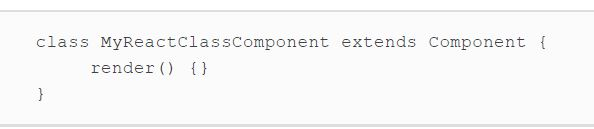 class MyReactClassComponent extends Component {
     render() {}
}